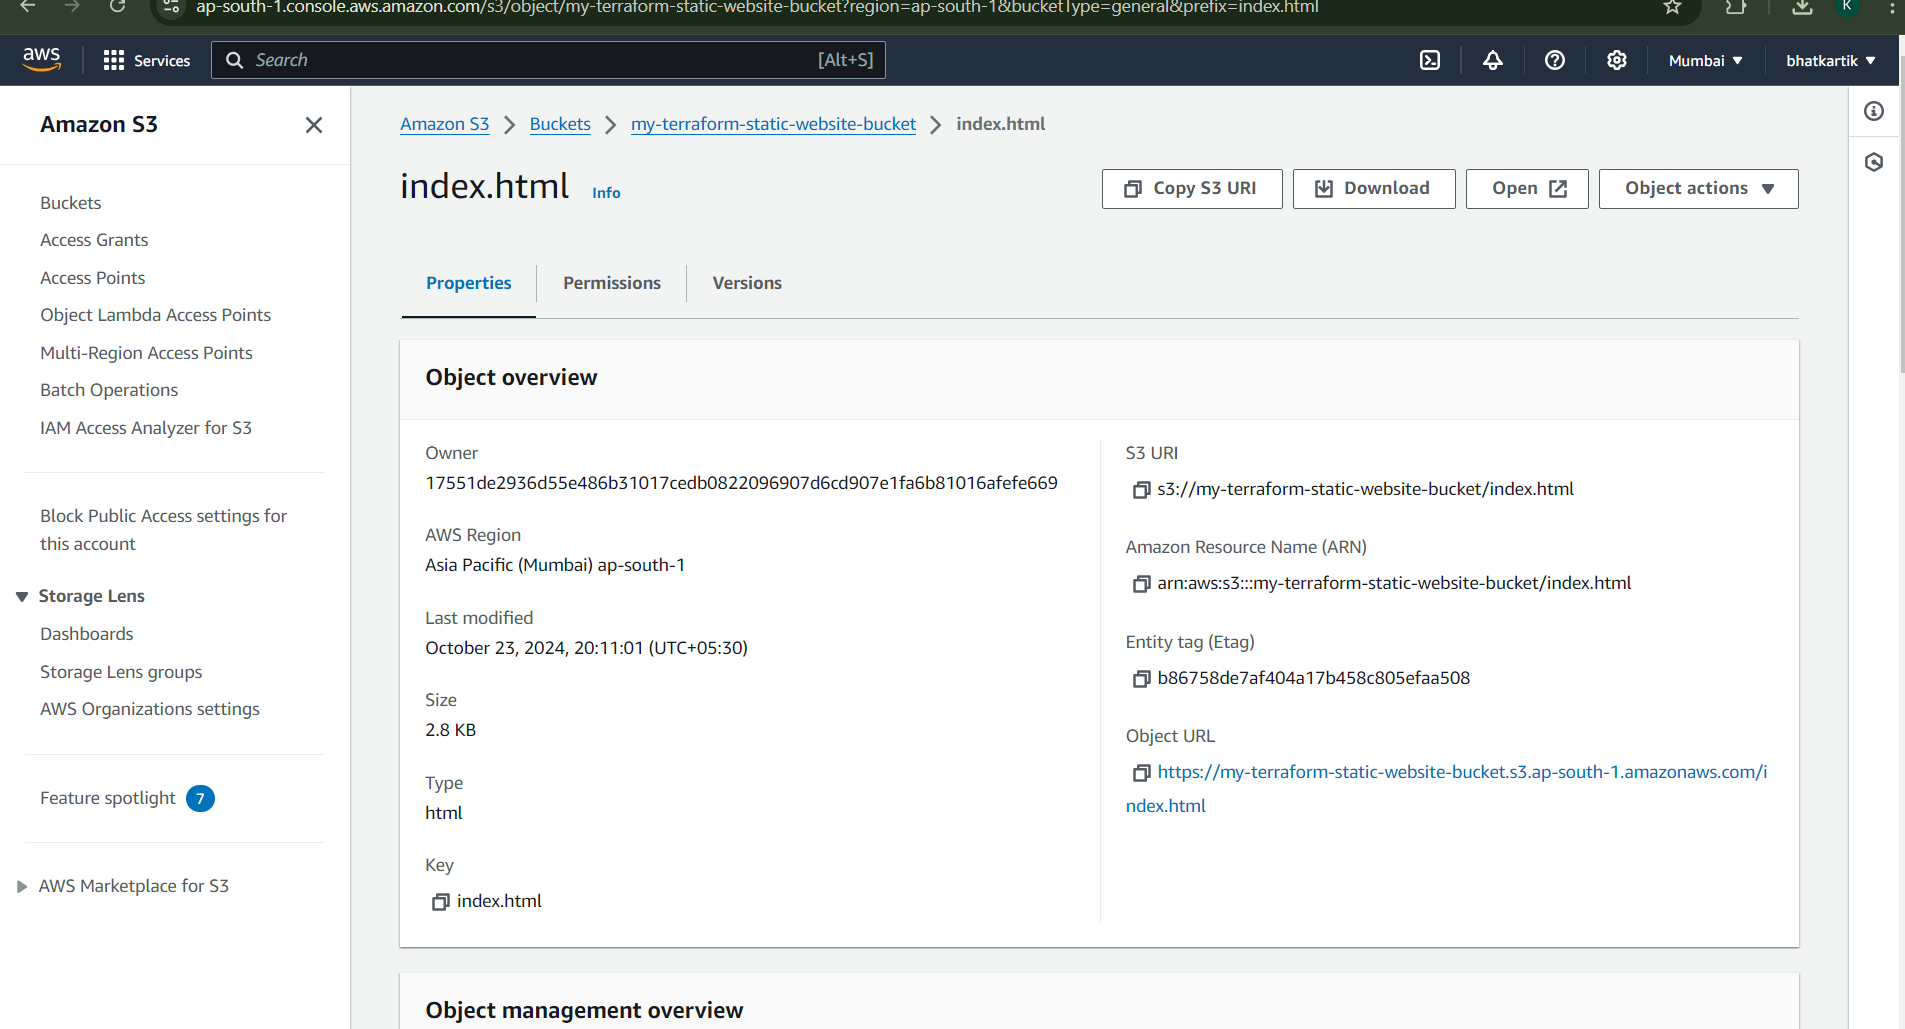 ap-south-1.console.aws.amazon.com/s3/object/my-terraform-static-website-bucket?region=ap-south-1&bucketType=general&prefix=index.html
K
aws
Services
Search
[Alt+S]
Mumbai
bhatkartik
Amazon S3
Buckets
Access Grants
Access Points
Object Lambda Access Points
Multi-Region Access Points
Batch Operations
IAM Access Analyzer for S3
Block Public Access settings for
this account
Storage Lens
Dashboards
Storage Lens groups
AWS Organizations settings
Feature spotlight 7
AWS Marketplace for S3
Amazon S3 > Buckets > my-terraform-static-website-bucket > index.html
index.html Info
Copy S3 URI
Download
Open
Object actions
Properties
Permissions
Versions
Object overview
Owner
17551de2936d55e486b31017cedb0822096907d6cd907e1fa6b81016afefe669
AWS Region
Asia Pacific (Mumbai) ap-south-1
Last modified
October 23, 2024, 20:11:01 (UTC+05:30)
Size
2.8 KB
Type
html
Key
index.html
S3 URI
s3://my-terraform-static-website-bucket/index.html
Amazon Resource Name (ARN)
arn:aws:s3:::my-terraform-static-website-bucket/index.html
Entity tag (Etag)
b86758de7af404a17b458c805efaa508
Object URL
https://my-terraform-static-website-bucket.s3.ap-south-1.amazonaws.com/i
ndex.html
Object management overview